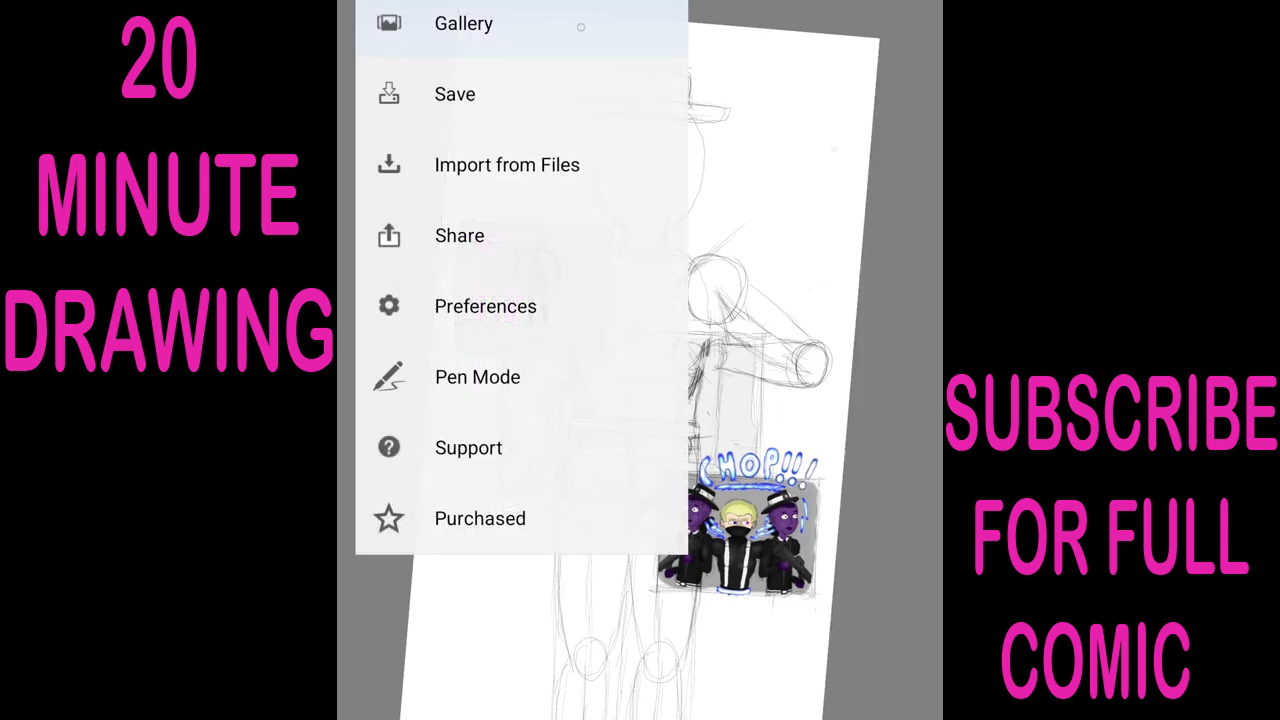 20
MINUTE
DRAWING
Gallery
Save
Import from Files
Share
Preferences
Pen Mode
Support
Purchased
CHOP!!!
SUBSCRIBE
FOR FULL
COMIC